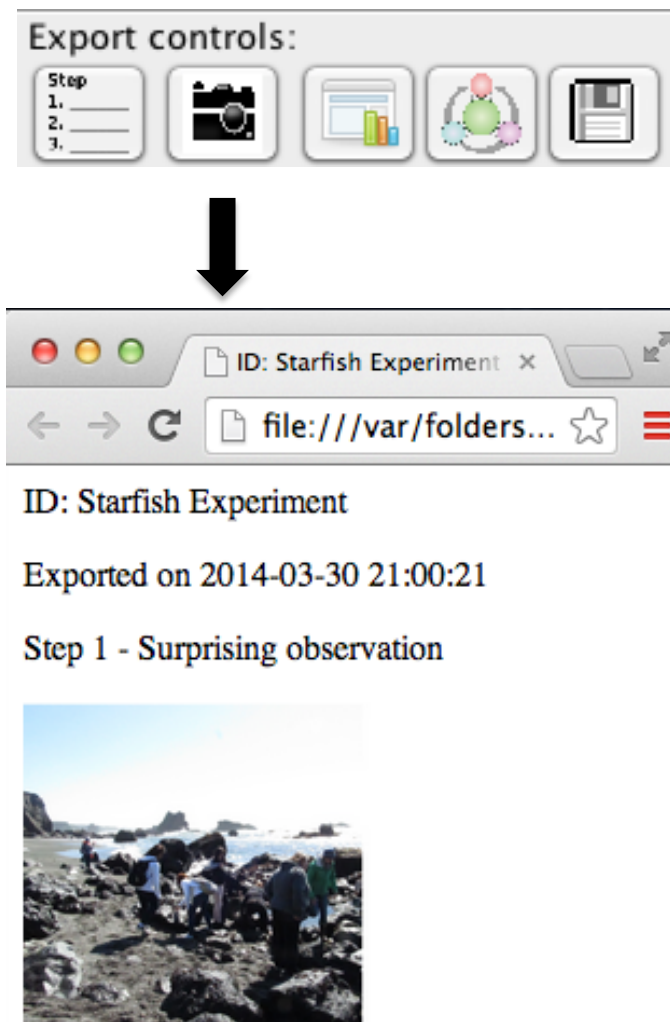 Export controls:
Step
1.
2.
3.
ID: Starfish Experiment
file:///var/folders...
ID: Starfish Experiment
Exported on 2014-03-30 21:00:21
Step 1 - Surprising observation